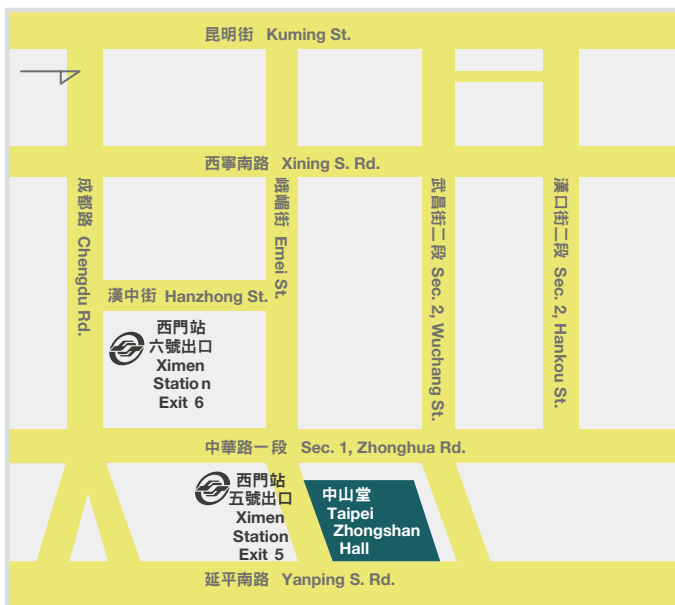 昆明街 Kuming St.
西寧南路 Xining S. Rd.
成都路 Chengdu Rd.
峨嵋街 Emei St.
武昌街二段 Sec. 2, Wuchang St.
漢口街二段 Sec. 2, Hankou St.
漢中街 Hanzhong St.
西門站
六號出口
Ximen
Station
Exit 6
中華路一段 Sec. 1, Zhonghua Rd.
西門站
五號出口
Ximen
Station
Exit 5
中山堂
Taipei
Zhongshan
Hall
延平南路 Yanping S. Rd.